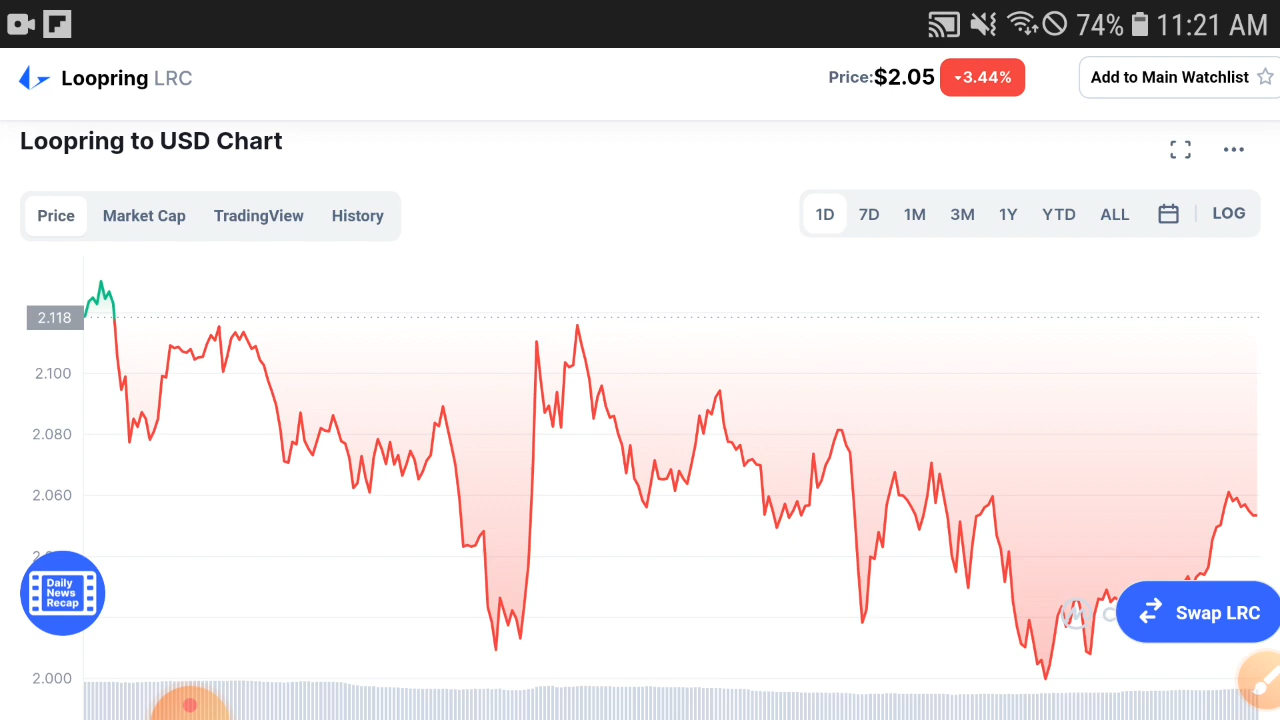 74% 11:21 AM
Loopring LRC
Price:$2.05 3.44% Add to Main Watchlist
Loopring to USD Chart
Price Market Cap TradingView History
1D 7D 1M 3M 1Y YTD ALL LOG
2.118
2.100
2.080
2.060
Daily
News
Recap
Swap LRC
2.000